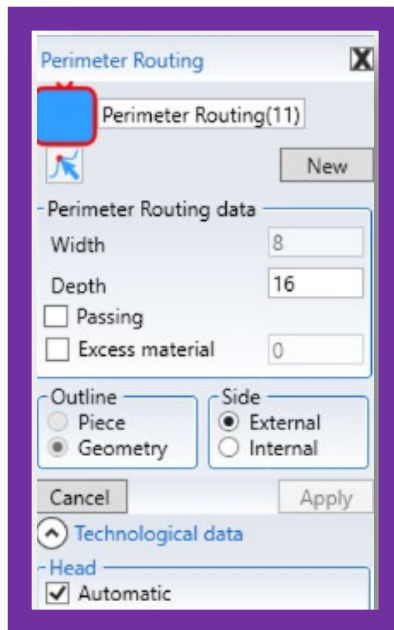 Perimeter Routing X
Perimeter Routing(11)
New
Perimeter Routing data
Width 8
Depth 16
Passing
Excess material 0
Outline Side
Piece External
Geometry Internal
Cancel Apply
Technological data
Head
Automatic